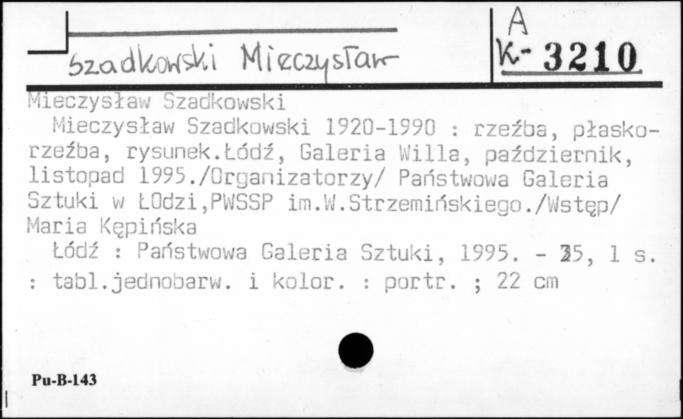 A
Szadkowski Mieczysław
K- 3210
Mieczysław Szadkowski
Mieczysław Szadkowski 1920-1990 : rzeźba, płasko-
rzeźba, rysunek.Łódź, Galeria Willa, październik,
listopad 1995./Organizatorzy/ Państwowa Galeria
Sztuki w ŁOdzi,PWSSP im.W.Strzemińskiego./Wstęp/
Maria Kępińska
Łódź : Państwowa Galeria Sztuki, 1995. - 35, 1 s.
: tabl.jednobarw. i kolor. : portr. ; 22 cm
Pu-B-143